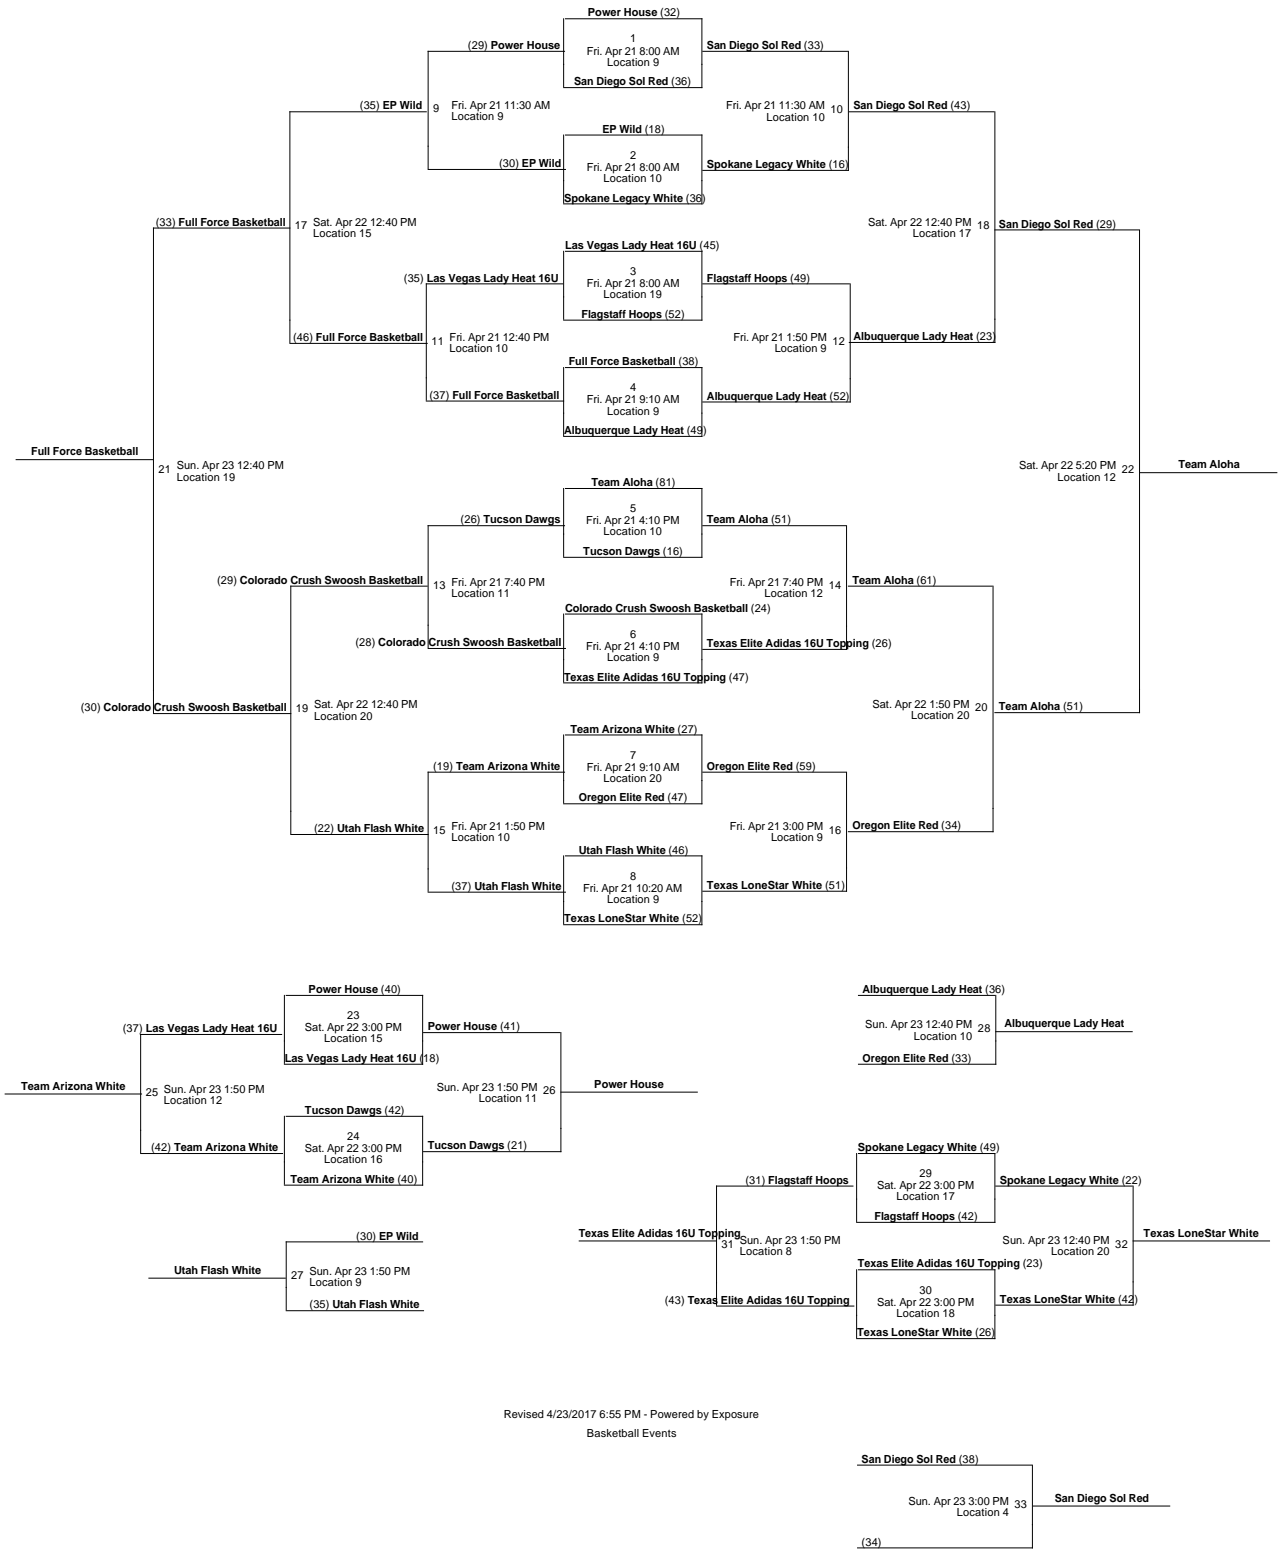 Power House (32)
1
Fri. Apr 21 8:00 AM
Location 9
San Diego Sol Red (36)
(29) Power House
San Diego Sol Red (33)
(35) EP Wild
9 Fri. Apr 21 11:30 AM
Location 9
Fri. Apr 21 11:30 AM 10
Location 10
San Diego Sol Red (43)
EP Wild (18)
2
Fri. Apr 21 8:00 AM
Location 10
Spokane Legacy White (36)
(30) EP Wild
Spokane Legacy White (16)
(33) Full Force Basketball
17 Sat. Apr 22 12:40 PM
Location 15
Sat. Apr 22 12:40 PM 18
Location 17
San Diego Sol Red (29)
Las Vegas Lady Heat 16U (45)
3
Fri. Apr 21 8:00 AM
Location 19
Flagstaff Hoops (52)
(35) Las Vegas Lady Heat 16U
Flagstaff Hoops (49)
(46) Full Force Basketball
11 Fri. Apr 21 12:40 PM
Location 10
Fri. Apr 21 1:50 PM 12
Location 9
Albuquerque Lady Heat (23)
Full Force Basketball (38)
4
Fri. Apr 21 9:10 AM
Location 9
Albuquerque Lady Heat (49)
(37) Full Force Basketball
Albuquerque Lady Heat (52)
Full Force Basketball
21 Sun. Apr 23 12:40 PM
Location 19
Sat. Apr 22 5:20 PM 22
Location 12
Team Aloha
Team Aloha (81)
5
Fri. Apr 21 4:10 PM
Location 10
Tucson Dawgs (16)
(26) Tucson Dawgs
Team Aloha (51)
(29) Colorado Crush Swoosh Basketball
13 Fri. Apr 21 7:40 PM
Location 11
Fri. Apr 21 7:40 PM 14
Location 12
Team Aloha (61)
Colorado Crush Swoosh Basketball (24)
6
Fri. Apr 21 4:10 PM
Location 9
Texas Elite Adidas 16U Topping (47)
(28) Colorado Crush Swoosh Basketball
Texas Elite Adidas 16U Topping (26)
(30) Colorado Crush Swoosh Basketball
19 Sat. Apr 22 12:40 PM
Location 20
Sat. Apr 22 1:50 PM 20
Location 20
Team Aloha (51)
Team Arizona White (27)
7
Fri. Apr 21 9:10 AM
Location 20
Oregon Elite Red (47)
(19) Team Arizona White
Oregon Elite Red (59)
(22) Utah Flash White
15 Fri. Apr 21 1:50 PM
Location 10
Fri. Apr 21 3:00 PM 16
Location 9
Oregon Elite Red (34)
Utah Flash White (46)
8
Fri. Apr 21 10:20 AM
Location 9
Texas LoneStar White (52)
(37) Utah Flash White
Texas LoneStar White (51)
Power House (40)
23
Sat. Apr 22 3:00 PM
Location 15
Las Vegas Lady Heat 16U (18)
(37) Las Vegas Lady Heat 16U
Power House (41)
Team Arizona White
25 Sun. Apr 23 1:50 PM
Location 12
Sun. Apr 23 1:50 PM 26
Location 11
Power House
Tucson Dawgs (42)
24
Sat. Apr 22 3:00 PM
Location 16
Team Arizona White (40)
(42) Team Arizona White
Tucson Dawgs (21)
Albuquerque Lady Heat (36)
Sun. Apr 23 12:40 PM 28
Location 10
Albuquerque Lady Heat
Oregon Elite Red (33)
(30) EP Wild
Utah Flash White
27 Sun. Apr 23 1:50 PM
Location 9
(35) Utah Flash White
Spokane Legacy White (49)
29
Sat. Apr 22 3:00 PM
Location 17
Flagstaff Hoops (42)
(31) Flagstaff Hoops
Spokane Legacy White (22)
Texas Elite Adidas 16U Topping
31 Sun. Apr 23 1:50 PM
Location 8
Sun. Apr 23 12:40 PM 32
Location 20
Texas LoneStar White
Texas Elite Adidas 16U Topping (23)
30
Sat. Apr 22 3:00 PM
Location 18
Texas LoneStar White (26)
(43) Texas Elite Adidas 16U Topping
Texas LoneStar White (42)
Revised 4/23/2017 6:55 PM - Powered by Exposure
Basketball Events
San Diego Sol Red (38)
Sun. Apr 23 3:00 PM 33
Location 4
San Diego Sol Red
(34)